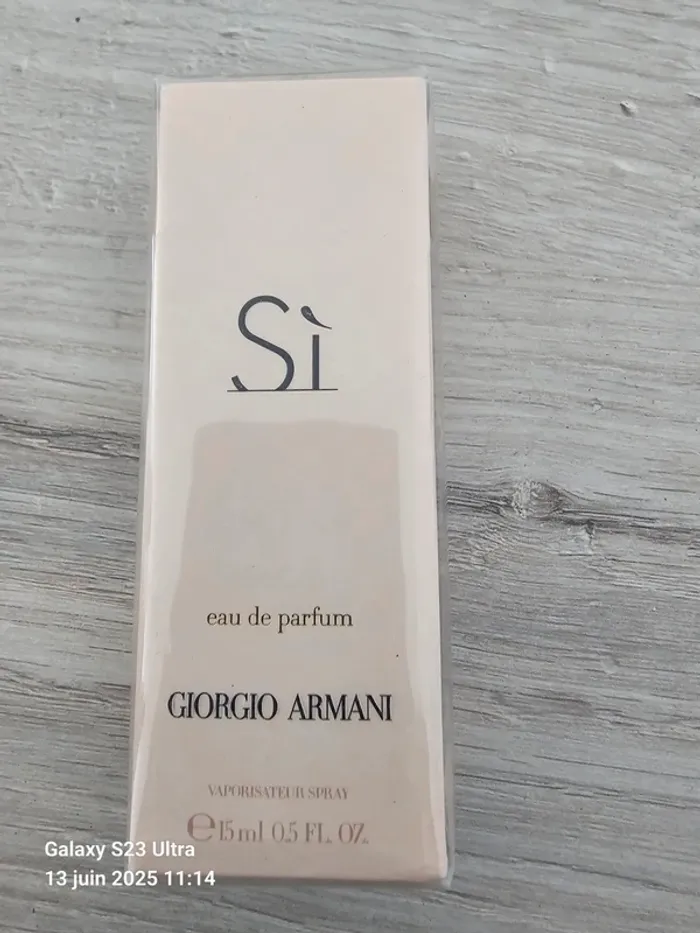 Sì
eau de parfum
GIORGIO ARMANI
VAPORISATEUR SPRAY
℮15 ml 0.5 FL. OZ.
Galaxy S23 Ultra
13 juin 2025 11:14